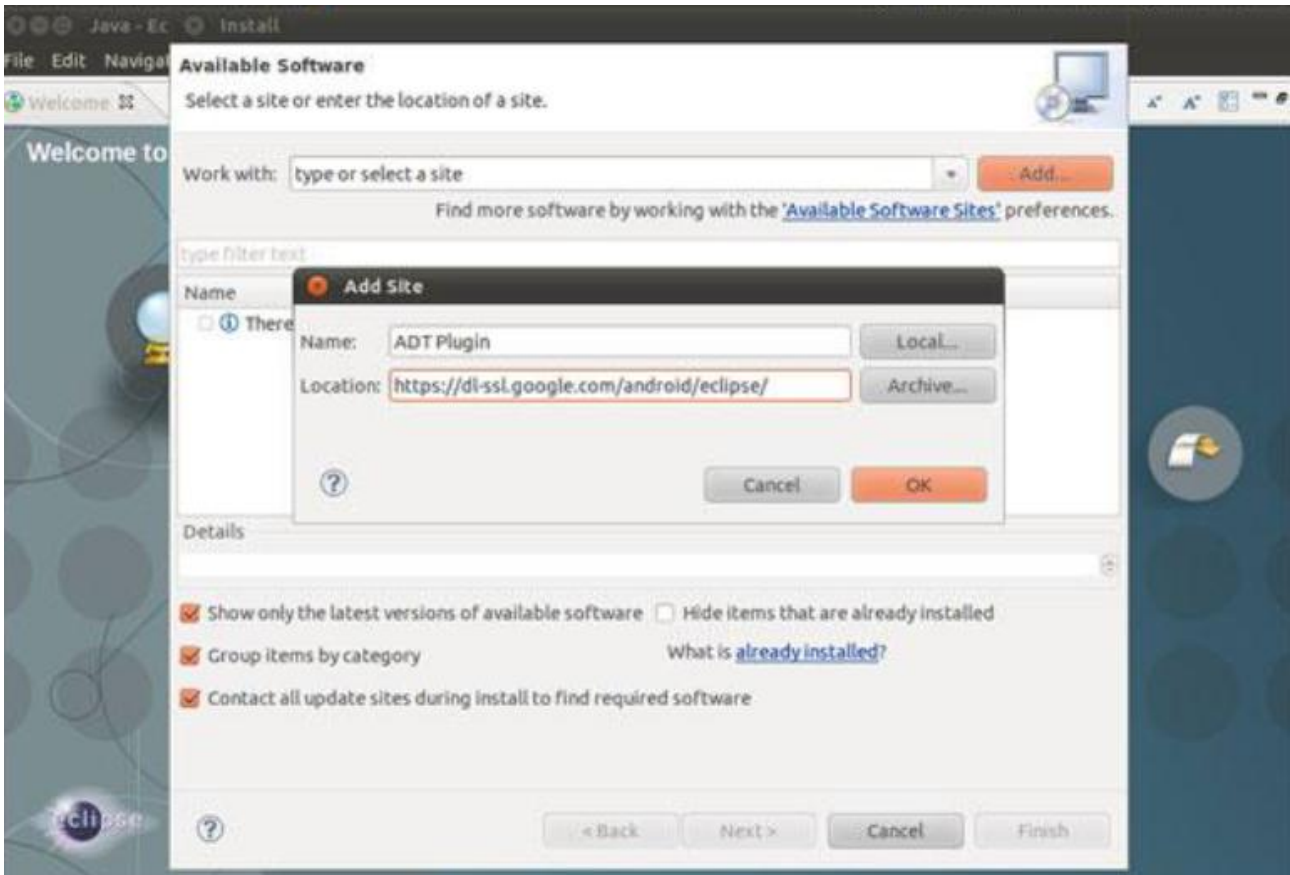 Java - Ec Install
File Edit Navigat
Available Software
Welcome
Select a site or enter the location of a site.
Welcome to
Work with: type or select a site Add...
Find more software by working with the 'Available Software Sites' preferences.
type filter text
Add Site
Name
There
Name: ADT Plugin Local...
Location: https://dl-ssl.google.com/android/eclipse/ Archive...
Cancel OK
Details
Show only the latest versions of available software Hide items that are already installed
Group items by category What is already installed?
Contact all update sites during install to find required software
eclipse
< Back Next > Cancel Finish